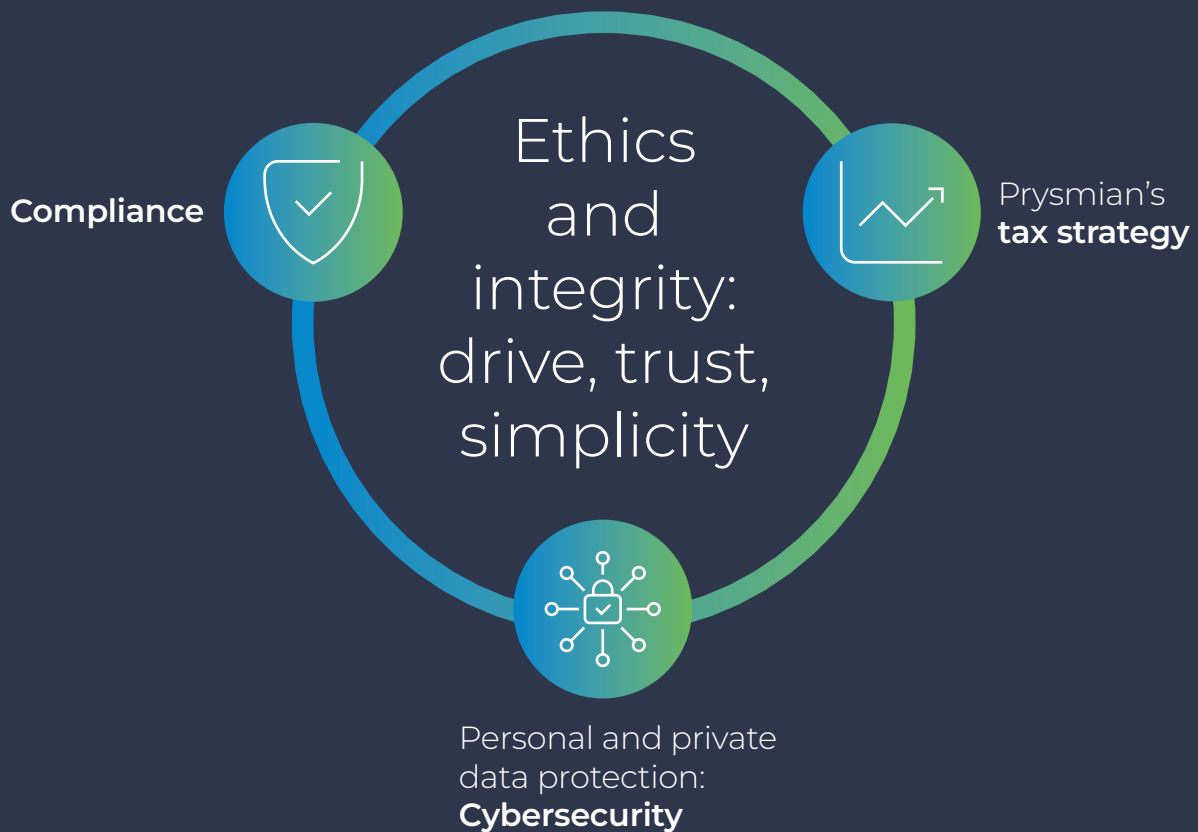 Ethics
and
integrity:
drive, trust,
simplicity
Compliance
Prysmian’s
tax strategy
Personal and private
data protection:
Cybersecurity